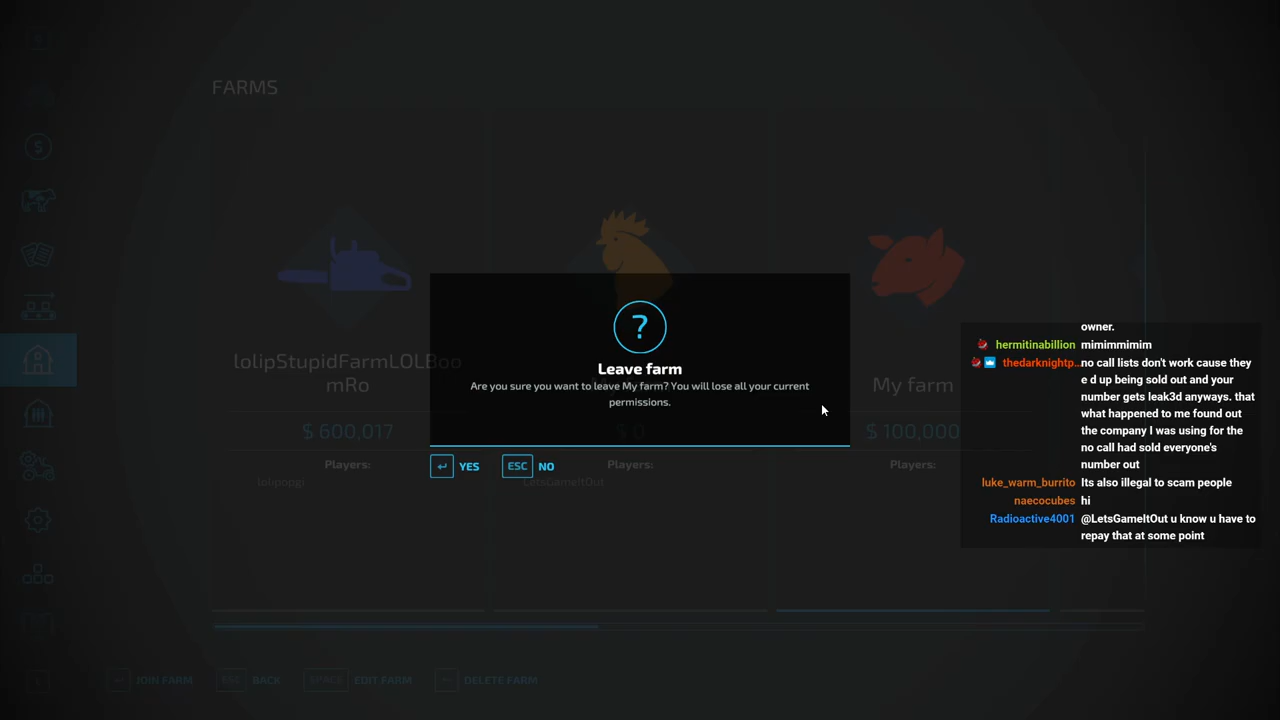 FARMS
lolipStupidFarmLOLBoo
mRo
$ 600,017
Players:
lolipopgi
$ 0
Players:
LetsGameItOut
My farm
$ 100,000
Players:
?
Leave farm
Are you sure you want to leave My farm? You will lose all your current
permissions.
YES
ESC NO
owner.
hermitinabillion mimimmimim
thedarknightp... no call lists don't work cause they
e d up being sold out and your
number gets leak3d anyways. that
what happened to me found out
the company I was using for the
no call had sold everyone's
number out
luke_warm_burrito Its also illegal to scam people
naecocubes hi
Radioactive4001 @LetsGameItOut u know u have to
repay that at some point
JOIN FARM
BACK
EDIT FARM
DELETE FARM